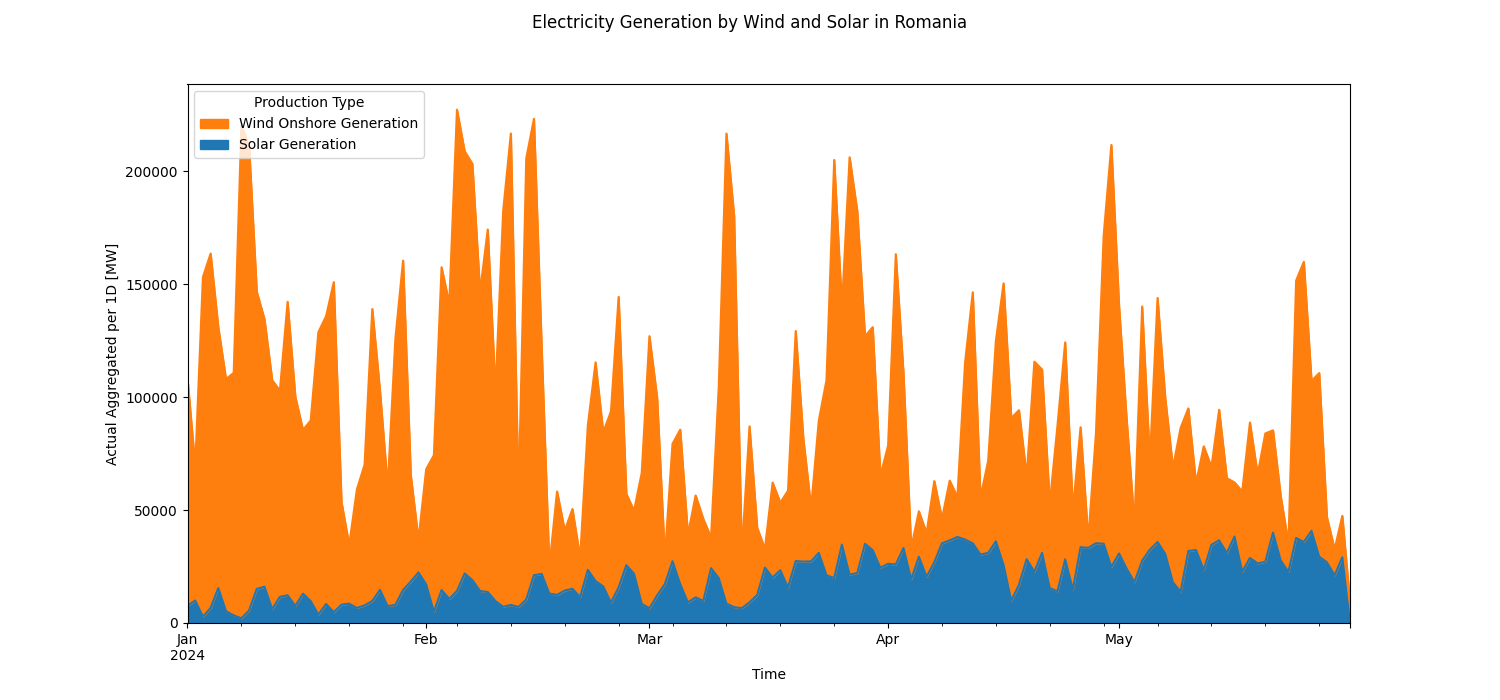 Electricity Generation by Wind and Solar in Romania
Production Type
Wind Onshore Generation
Solar Generation
Actual Aggregated per 1D [MW]
200000
150000
100000
50000
0
Jan
2024
Feb
Mar
Apr
May
Time